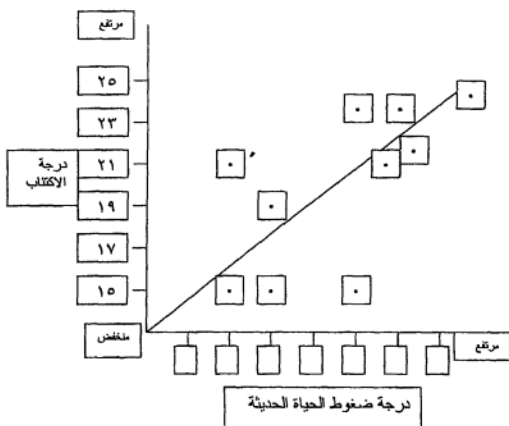 مرتفع
٢٥
٢٣
٢١
درجة
الاكتئاب
١٩
١٧
١٥
منخفض
مرتفع
درجة ضغوط الحياة الحديثة